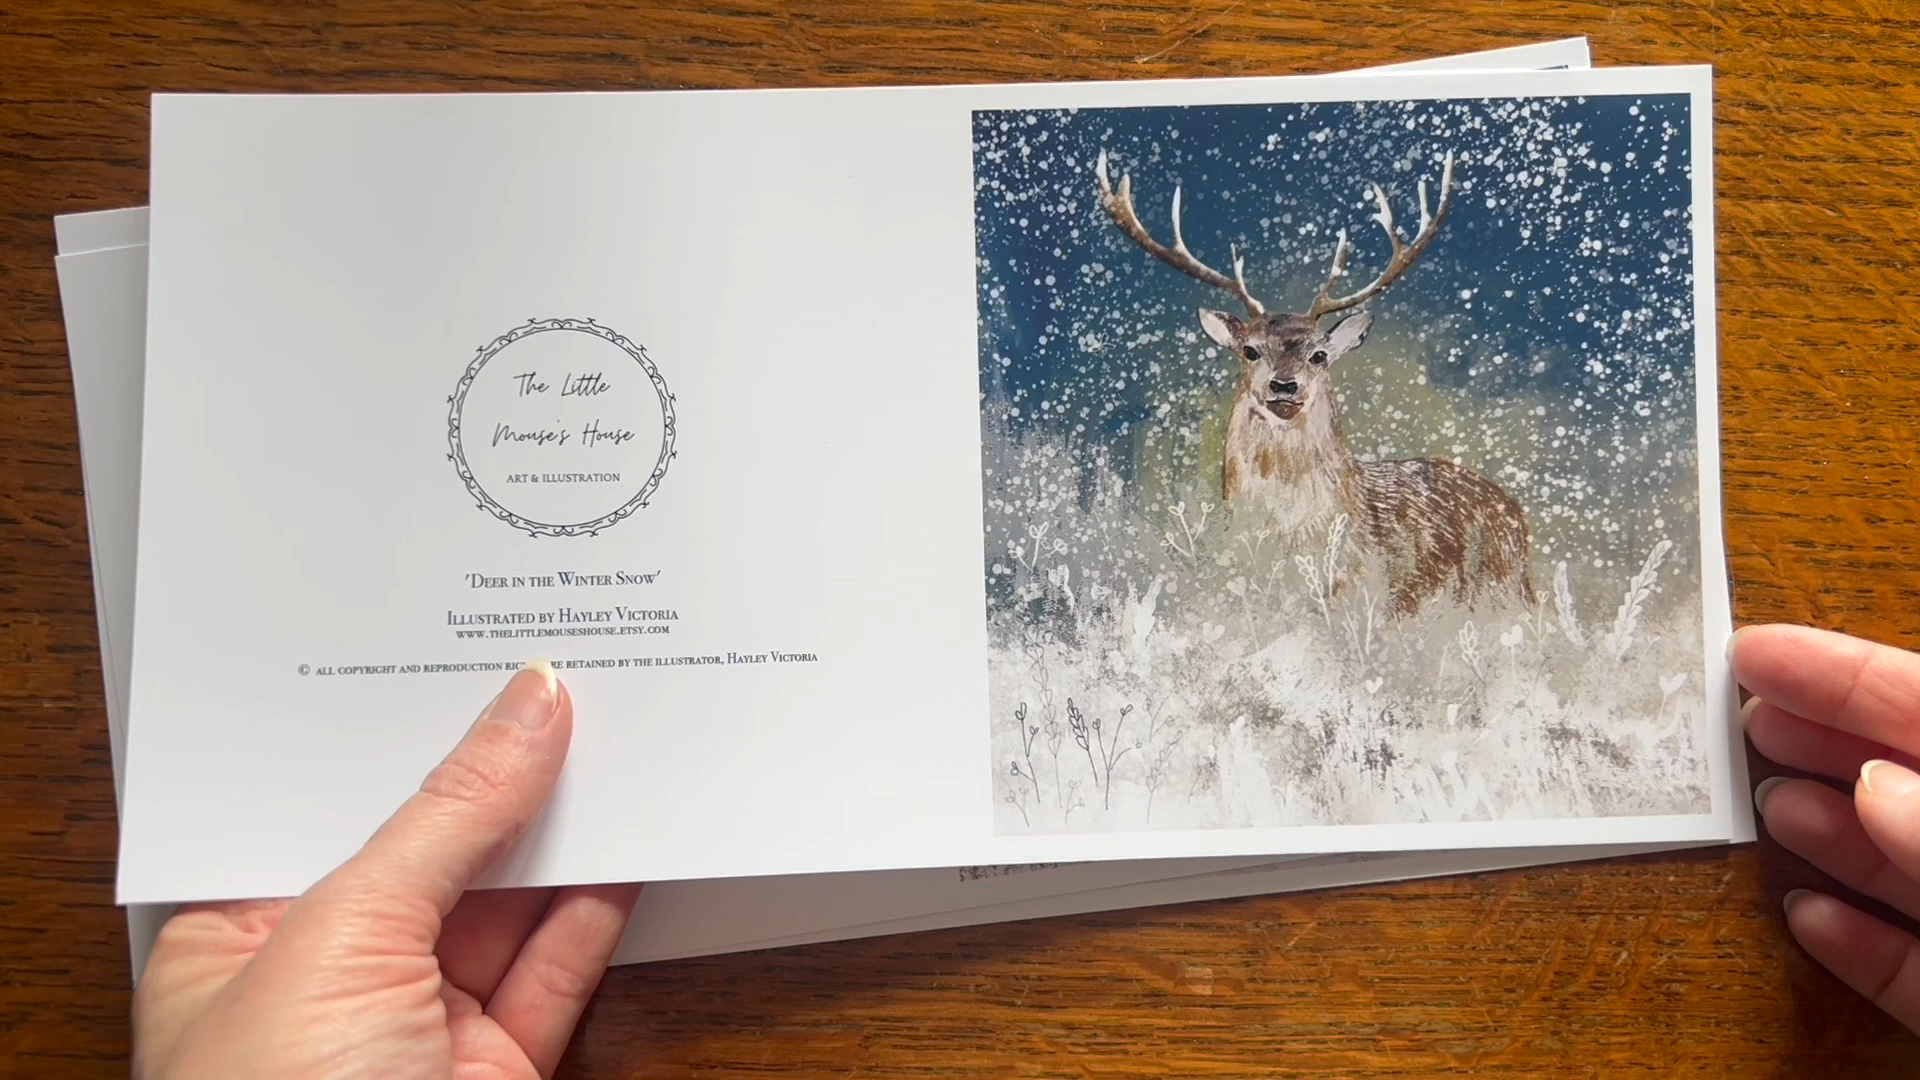 The Little
Mouse's House
ART & ILLUSTRATION
'Deer in the Winter Snow'
Illustrated by Hayley Victoria
www.thelittlemouseshouse.etsy.com
© all copyright and reproduction retained by the illustrator, Hayley Victoria